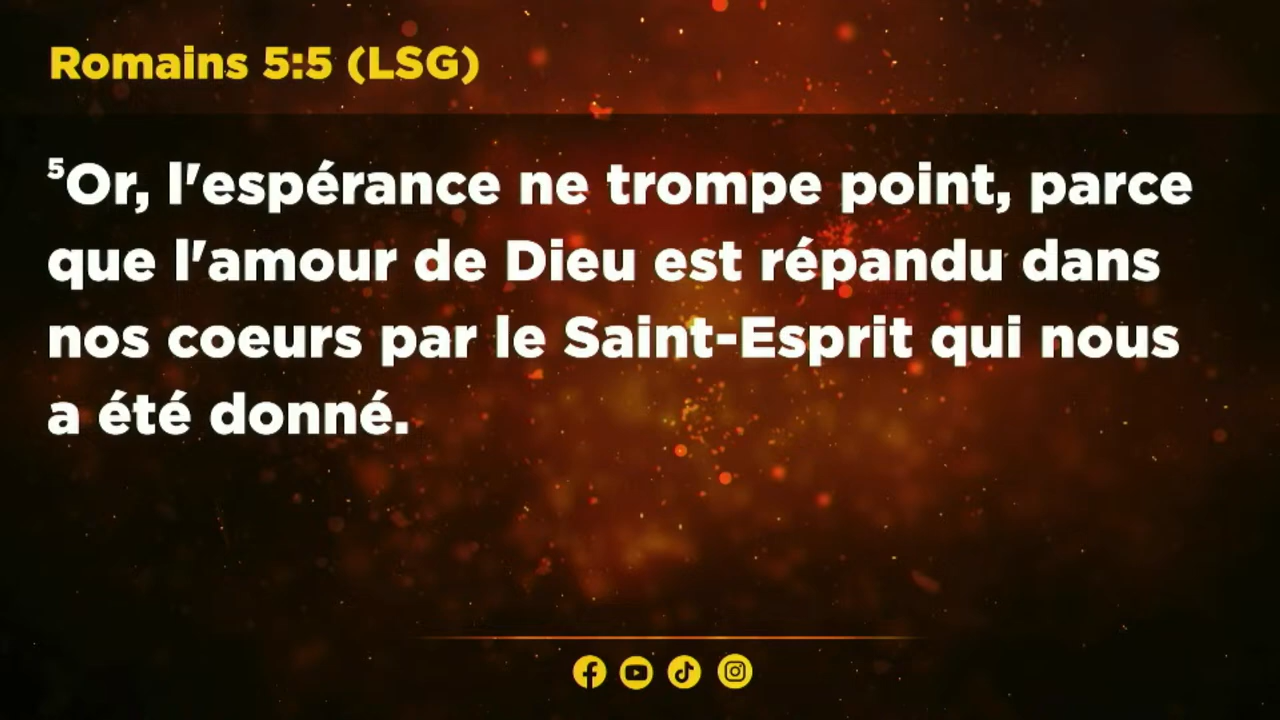 Romains 5:5 (LSG)
⁵Or, l'espérance ne trompe point, parce
que l'amour de Dieu est répandu dans
nos coeurs par le Saint-Esprit qui nous
a été donné.